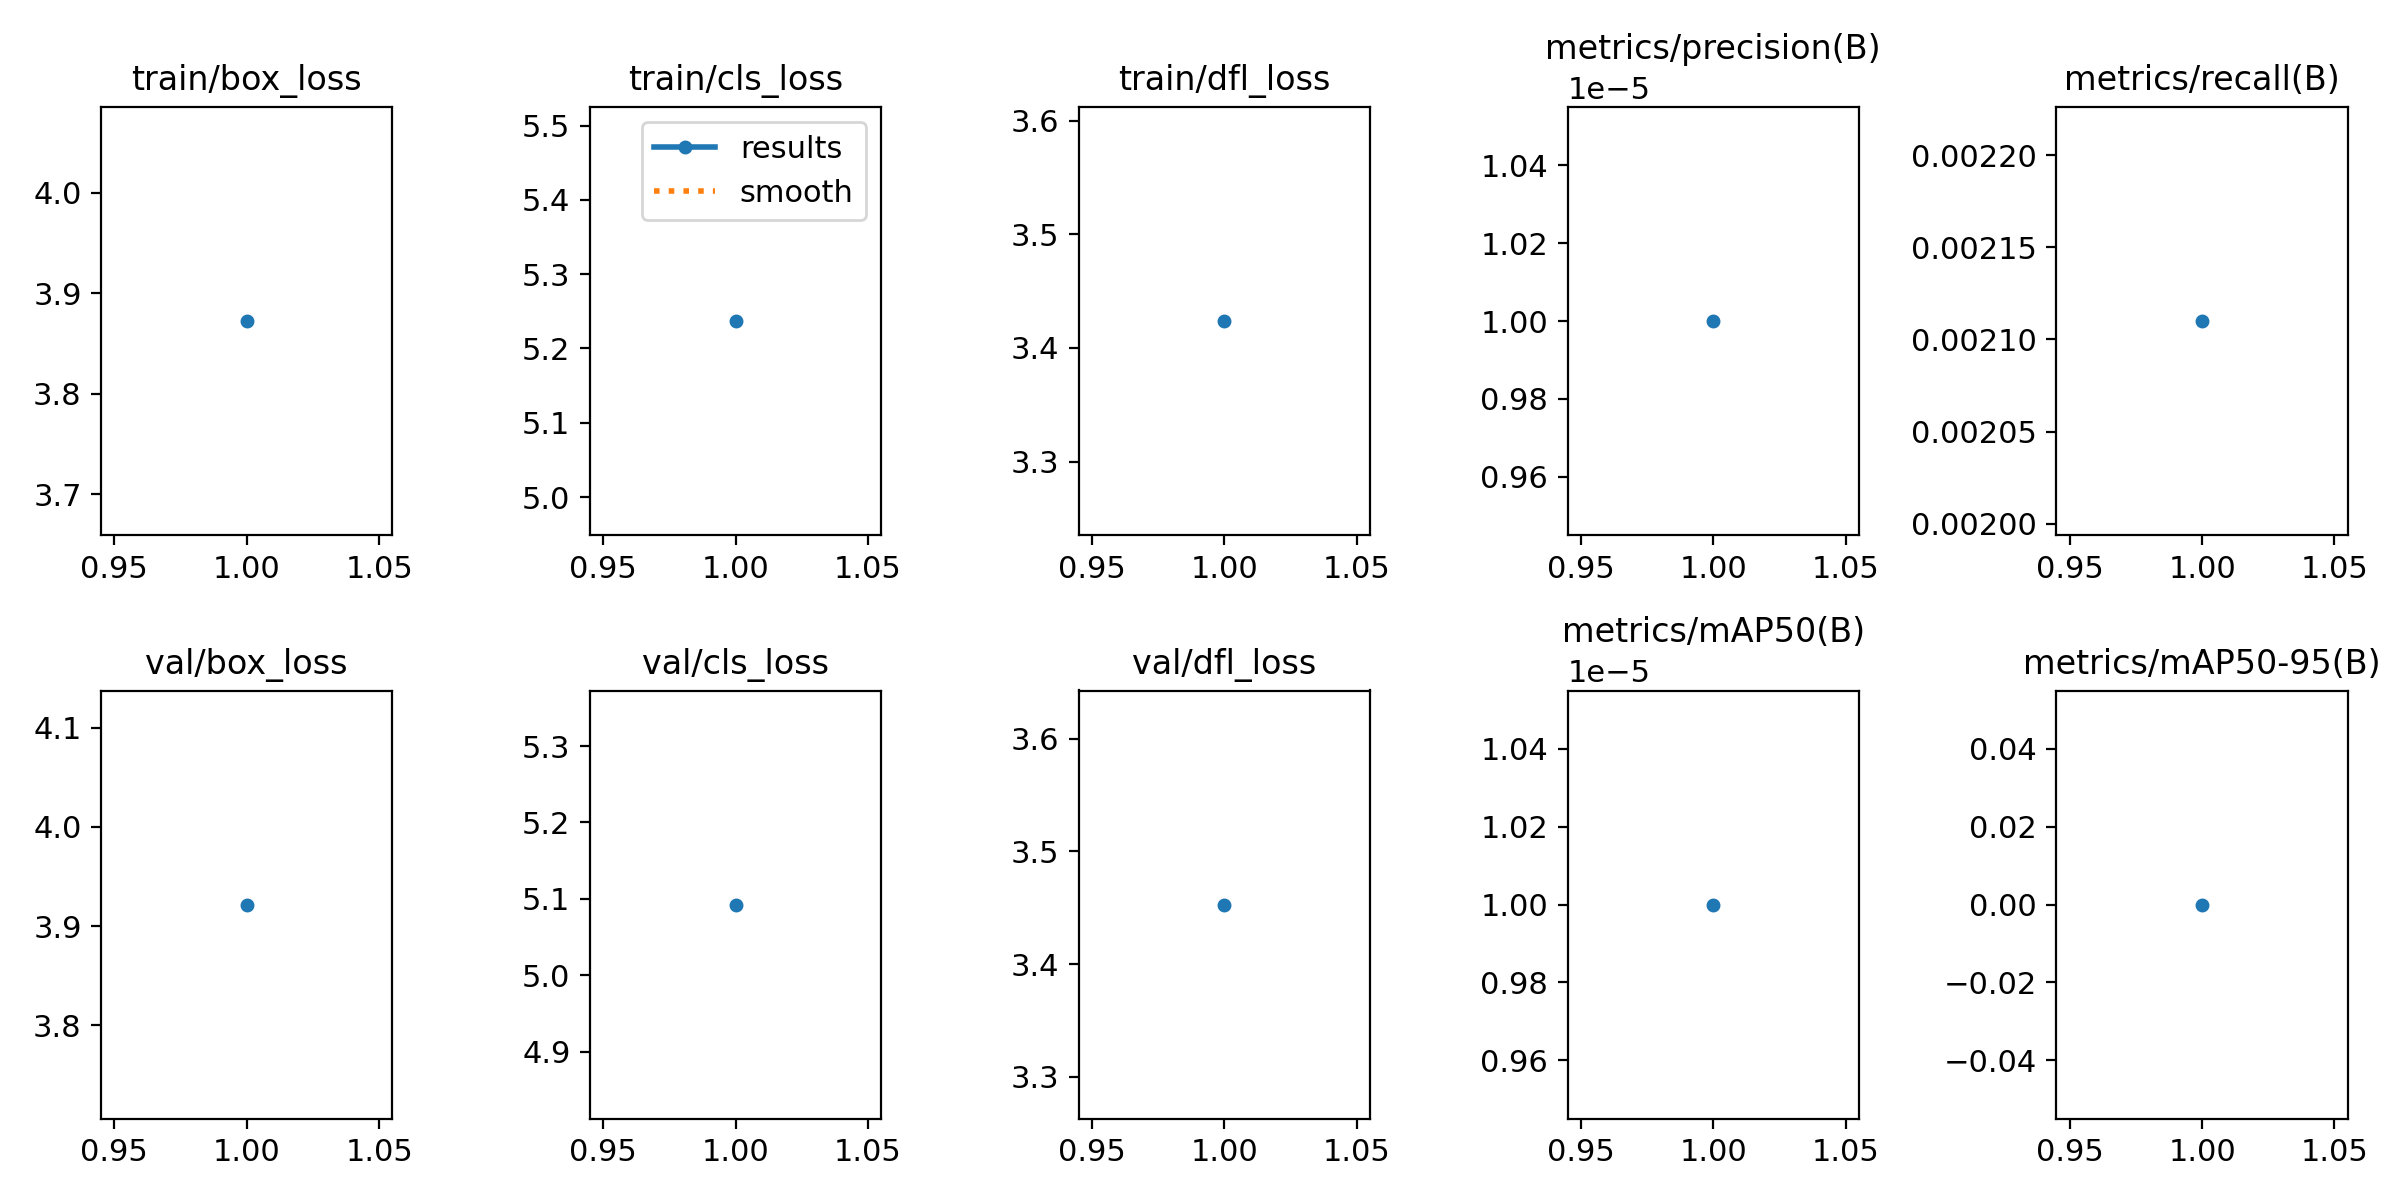 train/box_loss
4.0
3.9
3.8
3.7
0.95 1.00 1.05
train/cls_loss
results
smooth
5.5
5.4
5.3
5.2
5.1
5.0
0.95 1.00 1.05
train/dfl_loss
3.6
3.5
3.4
3.3
0.95 1.00 1.05
metrics/precision(B)
1e−5
1.04
1.02
1.00
0.98
0.96
0.95 1.00 1.05
metrics/recall(B)
0.00220
0.00215
0.00210
0.00205
0.00200
0.95 1.00 1.05
val/box_loss
4.1
4.0
3.9
3.8
0.95 1.00 1.05
val/cls_loss
5.3
5.2
5.1
5.0
4.9
0.95 1.00 1.05
val/dfl_loss
3.6
3.5
3.4
3.3
0.95 1.00 1.05
metrics/mAP50(B)
1e−5
1.04
1.02
1.00
0.98
0.96
0.95 1.00 1.05
metrics/mAP50-95(B)
0.04
0.02
0.00
−0.02
−0.04
0.95 1.00 1.05